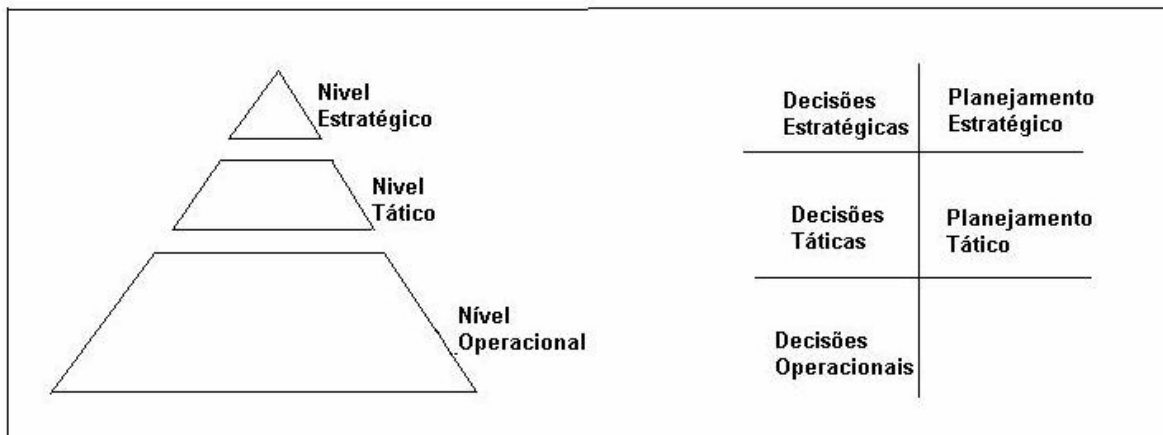 Nivel
Estratégico
Nivel
Tático
Nível
Operacional
Decisões
Estratégicas
Planejamento
Estratégico
Decisões
Táticas
Planejamento
Tático
Decisões
Operacionais